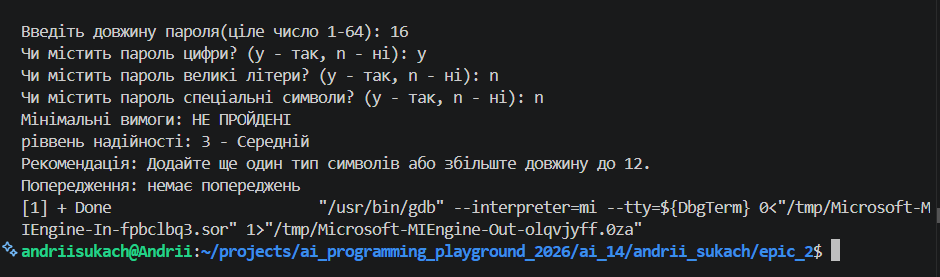 Введіть довжину пароля(ціле число 1-64): 16
Чи містить пароль цифри? (y - так, n - ні): y
Чи містить пароль великі літери? (y - так, n - ні): n
Чи містить пароль спеціальні символи? (y - так, n - ні): n
Мінімальні вимоги: НЕ ПРОЙДЕНІ
ріввень надійності: 3 - Середній
Рекомендація: Додайте ще один тип символів або збільште довжину до 12.
Попередження: немає попереджень
[1] + Done                       "/usr/bin/gdb" --interpreter=mi --tty=${DbgTerm} 0<"/tmp/Microsoft-M
IEngine-In-fpbclbq3.sor" 1>"/tmp/Microsoft-MIEngine-Out-olqvjyff.0za"
andriisukach@Andrii:~/projects/ai_programming_playground_2026/ai_14/andrii_sukach/epic_2$